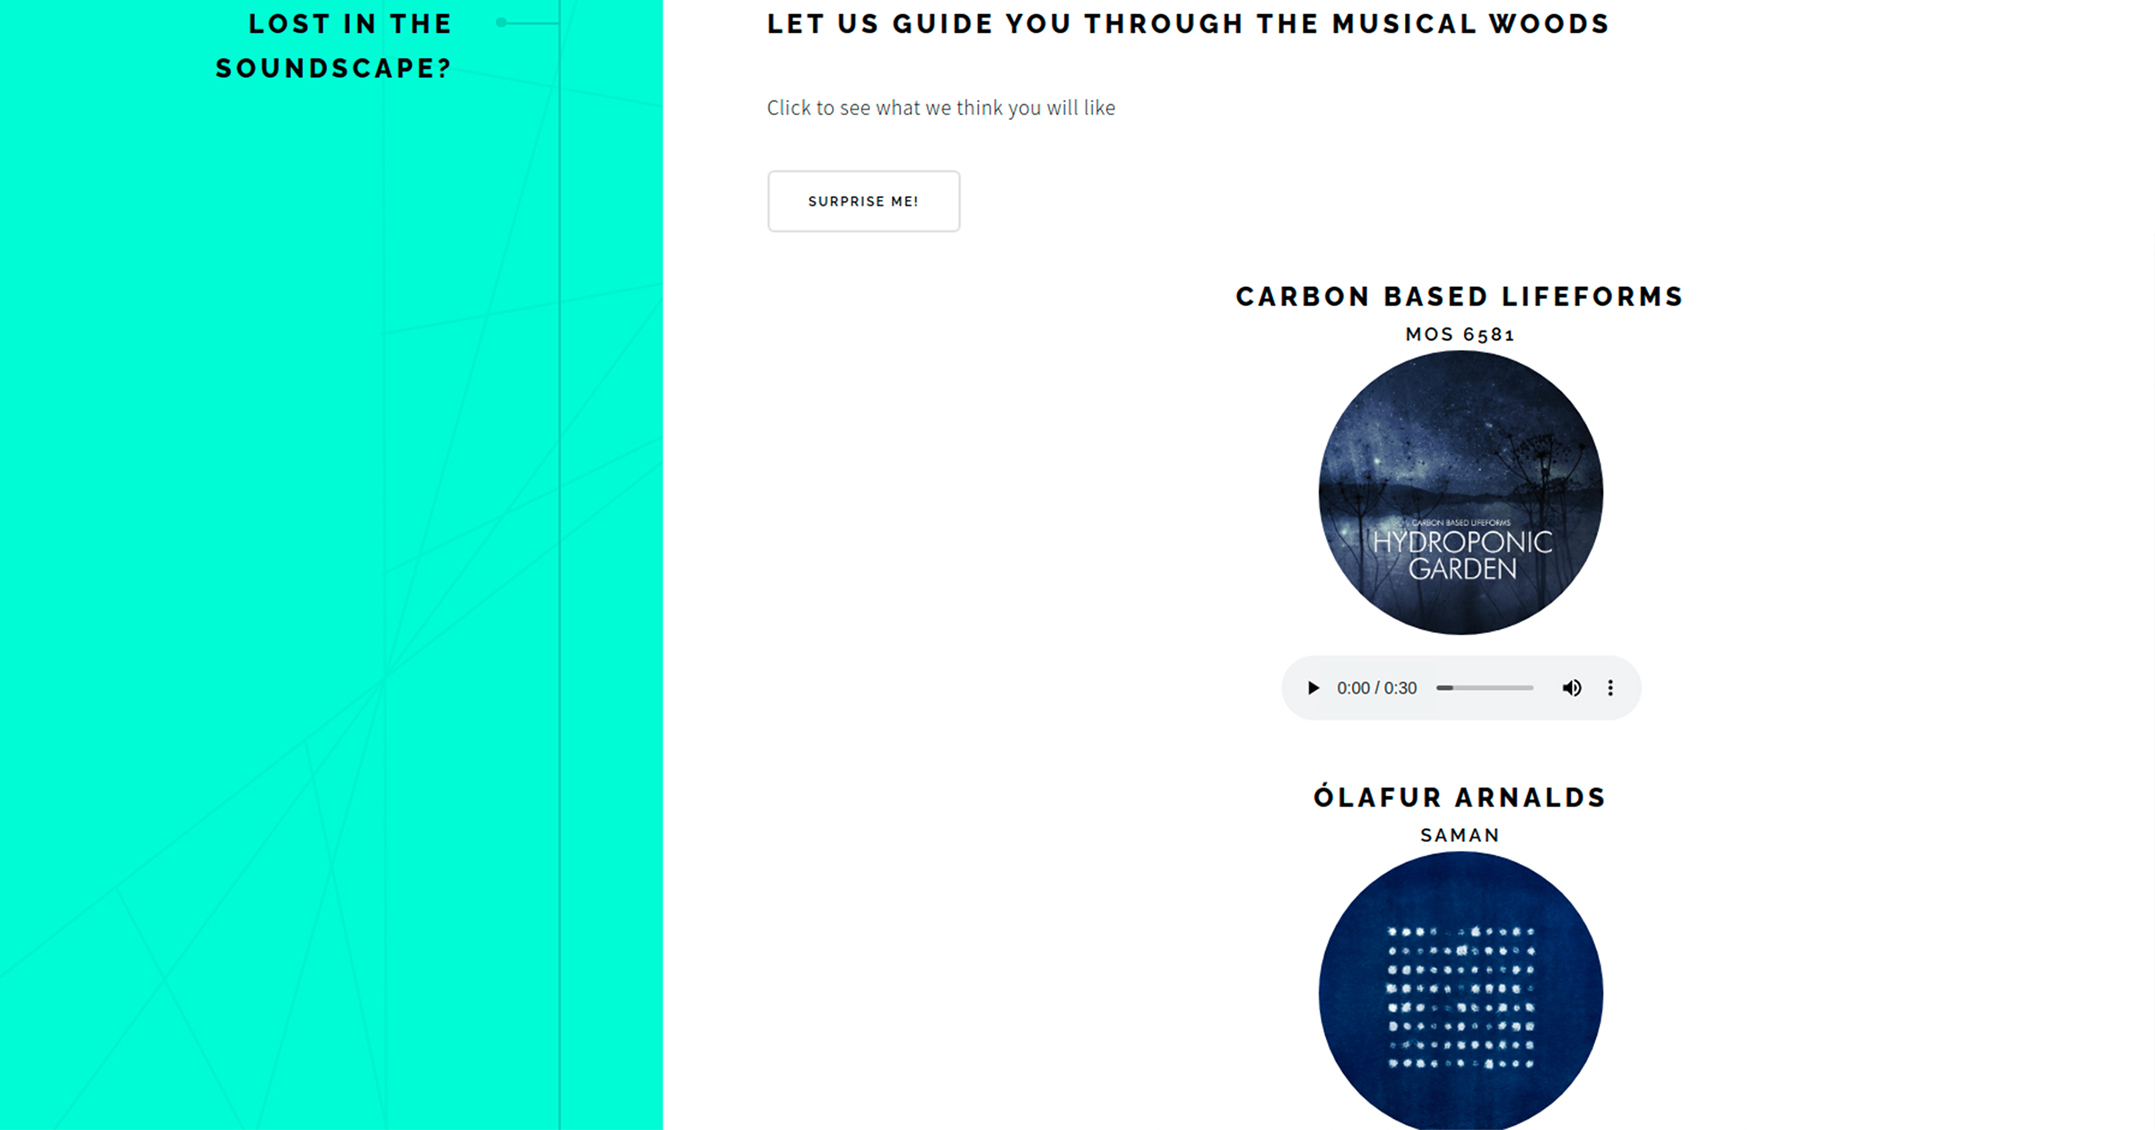 LOST IN THE
SOUNDSCAPE?
LET US GUIDE YOU THROUGH THE MUSICAL WOODS
Click to see what we think you will like
SURPRISE ME!
CARBON BASED LIFEFORMS
MOS 6581
CARBON BASED LIFEFORMS
HYDROPONIC
GARDEN
0:00 / 0:30
ÓLAFUR ARNALDS
SAMAN